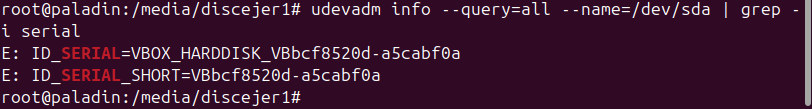 root@paladin:/media/discejer1# udevadm info --query=all --name=/dev/sda | grep -
i serial
E: ID_SERIAL=VBOX_HARDDISK_VBbcf8520d-a5cabf0a
E: ID_SERIAL_SHORT=VBbcf8520d-a5cabf0a
root@paladin:/media/discejer1#